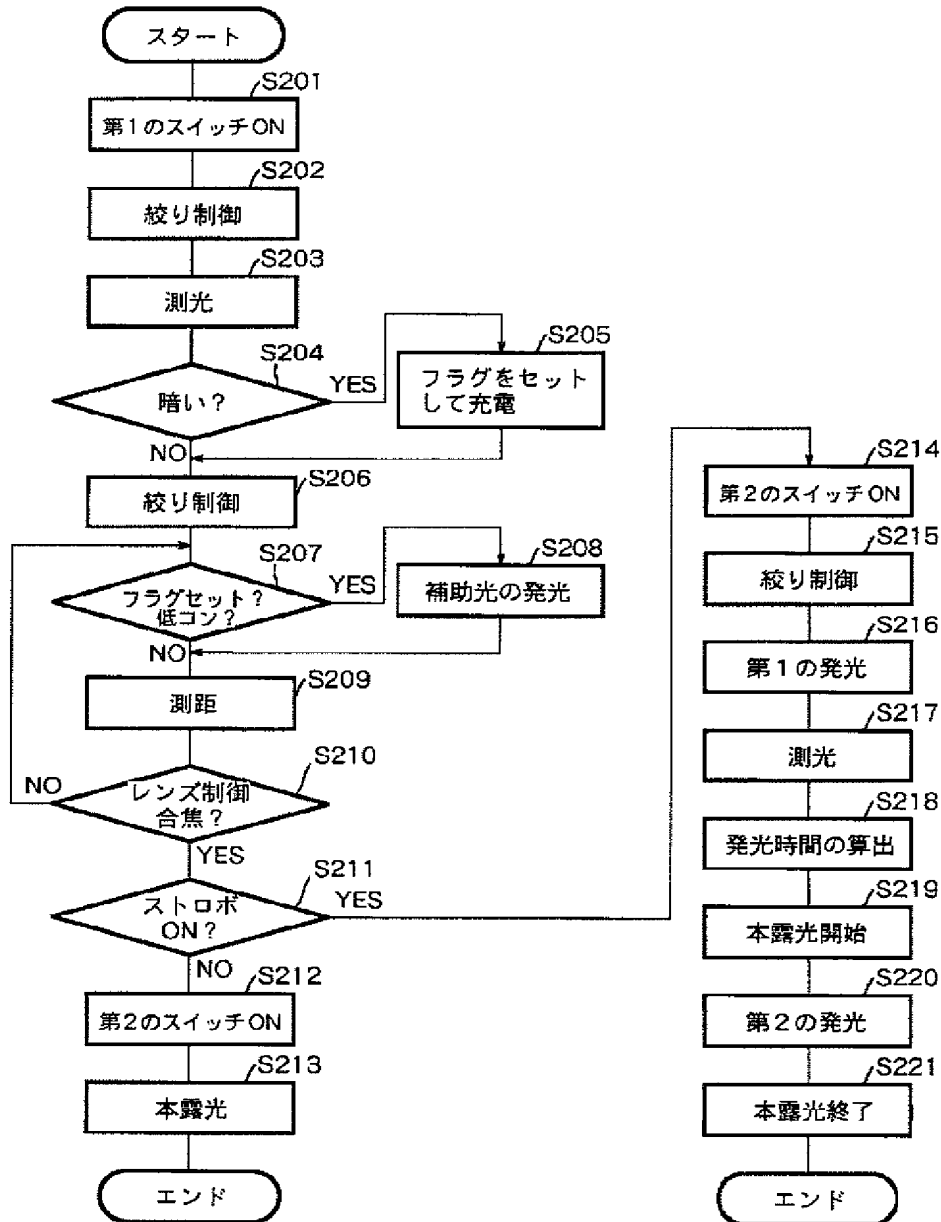 スタート
S201
第1のスイッチON
S202
絞り制御
S203
測光
S204
暗い?
YES
NO
S205
フラグをセット
して充電
S206
絞り制御
S207
フラグセット?
低コン?
YES
NO
S208
補助光の発光
S209
測距
S210
レンズ制御
合焦?
NO
YES
S211
ストロボ
ON?
YES
NO
S212
第2のスイッチON
S213
本露光
エンド
S214
第2のスイッチON
S215
絞り制御
S216
第1の発光
S217
測光
S218
発光時間の算出
S219
本露光開始
S220
第2の発光
S221
本露光終了
エンド